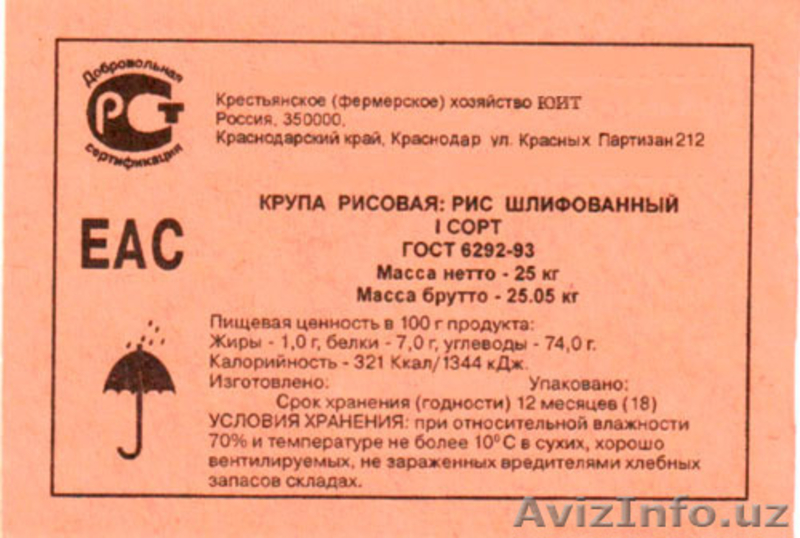 Добровольная
РСТ
сертификация
Крестьянское (фермерское) хозяйство ЮИТ
Россия, 350000,
Краснодарский край, Краснодар ул. Красных Партизан 212
ЕАС
КРУПА РИСОВАЯ: РИС ШЛИФОВАННЫЙ
I СОРТ
ГОСТ 6292-93
Масса нетто - 25 кг
Масса брутто - 25.05 кг
Пищевая ценность в 100 г продукта:
Жиры - 1,0 г, белки - 7,0 г, углеводы - 74,0 г.
Калорийность - 321 Ккал/1344 кДж.
Изготовлено: Упаковано:
Срок хранения (годности) 12 месяцев (18)
УСЛОВИЯ ХРАНЕНИЯ: при относительной влажности
70% и температуре не более 10°С в сухих, хорошо
вентилируемых, не зараженных вредителями хлебных
запасов складах.
AvizInfo.uz